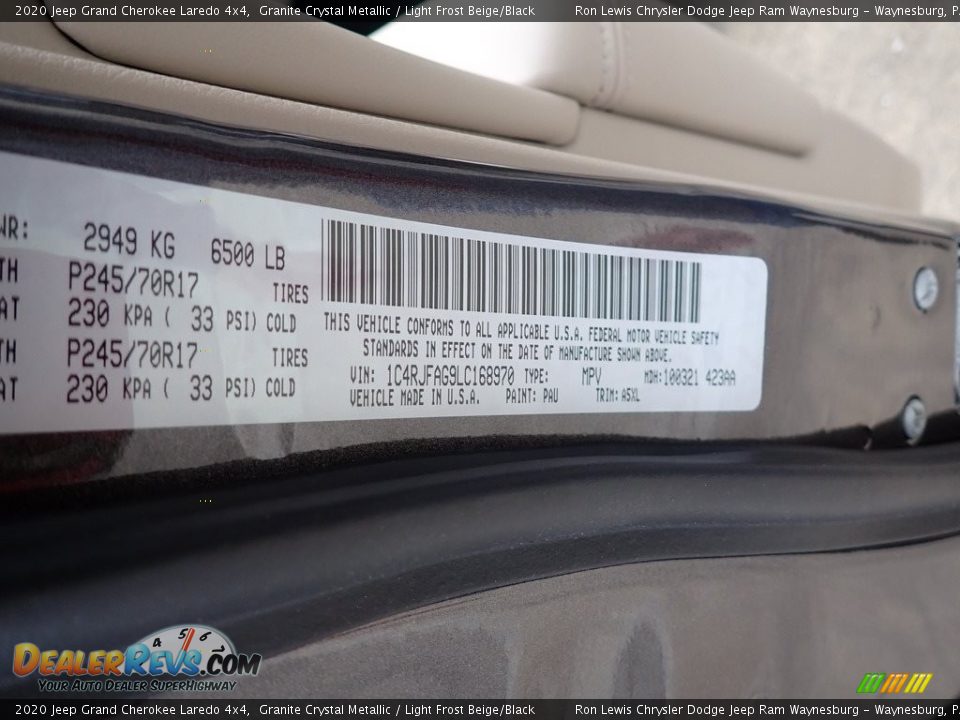 2020 Jeep Grand Cherokee Laredo 4x4, Granite Crystal Metallic / Light Frost Beige/Black Ron Lewis Chrysler Dodge Jeep Ram Waynesburg – Waynesburg, P
WR: 2949 KG 6500 LB
TH P245/70R17 TIRES
AT 230 KPA ( 33 PSI) COLD
TH P245/70R17 TIRES
AT 230 KPA ( 33 PSI) COLD
THIS VEHICLE CONFORMS TO ALL APPLICABLE U.S.A. FEDERAL MOTOR VEHICLE SAFETY
STANDARDS IN EFFECT ON THE DATE OF MANUFACTURE SHOWN ABOVE.
VIN: 1C4RJFAG9LC168970 TYPE: MPV MDH:100321 423AA
VEHICLE MADE IN U.S.A. PAINT: PAU TRIM: ASXL
4 5 6
DEALERREVS.COM
YOUR AUTO DEALER SUPERHIGHWAY
2020 Jeep Grand Cherokee Laredo 4x4, Granite Crystal Metallic / Light Frost Beige/Black Ron Lewis Chrysler Dodge Jeep Ram Waynesburg – Waynesburg, P